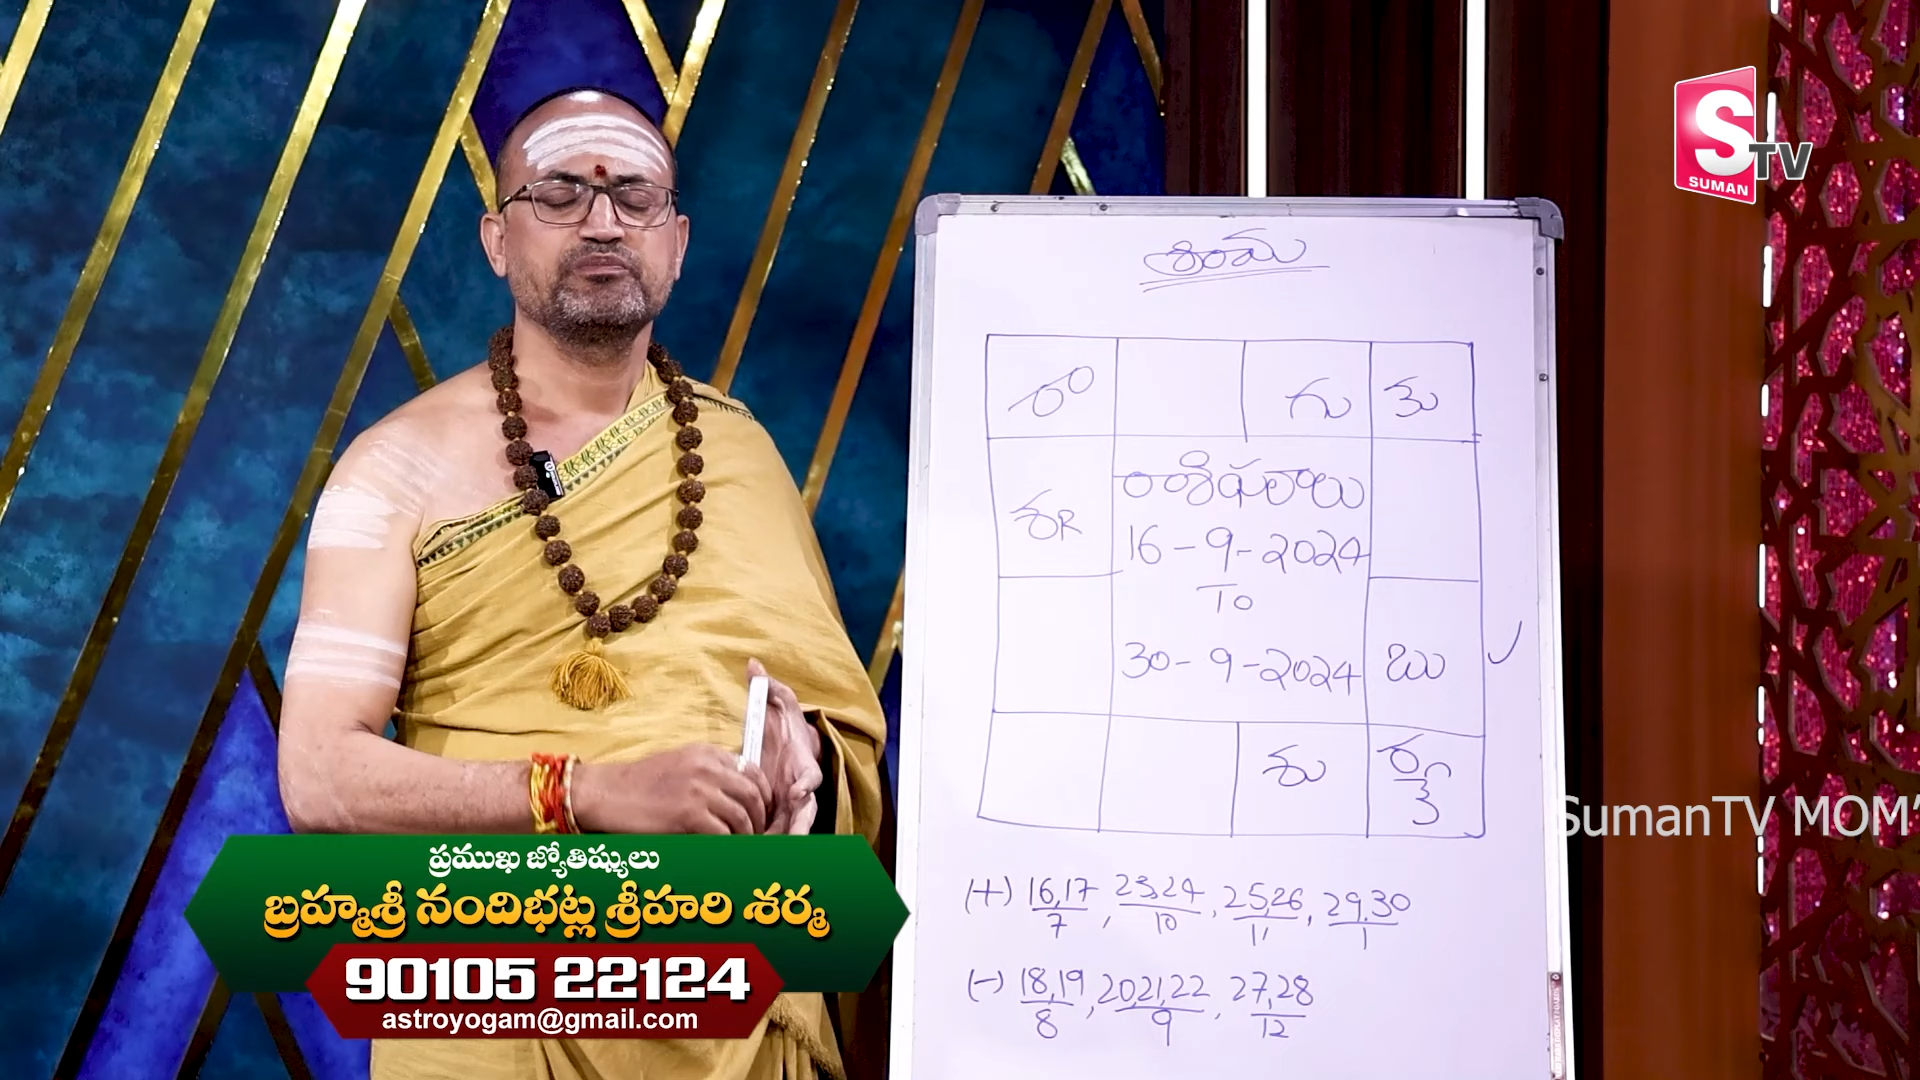 S TV
SUMAN
సింహ
రా
గు
కు
శR
రాశిఫలాలు
16-9-2024
To
30-9-2024
బు
శు
ర
కే
(+) 16,17/7, 23,24/10, 25,26/11, 29,30/1
(-) 18,19/8, 20,21,22/9, 27,28/12
SumanTV MOM'
ప్రముఖ జ్యోతిష్యులు
బ్రహ్మశ్రీ నందిభట్ల శ్రీహరి శర్మ
90105 22124
astroyogam@gmail.com